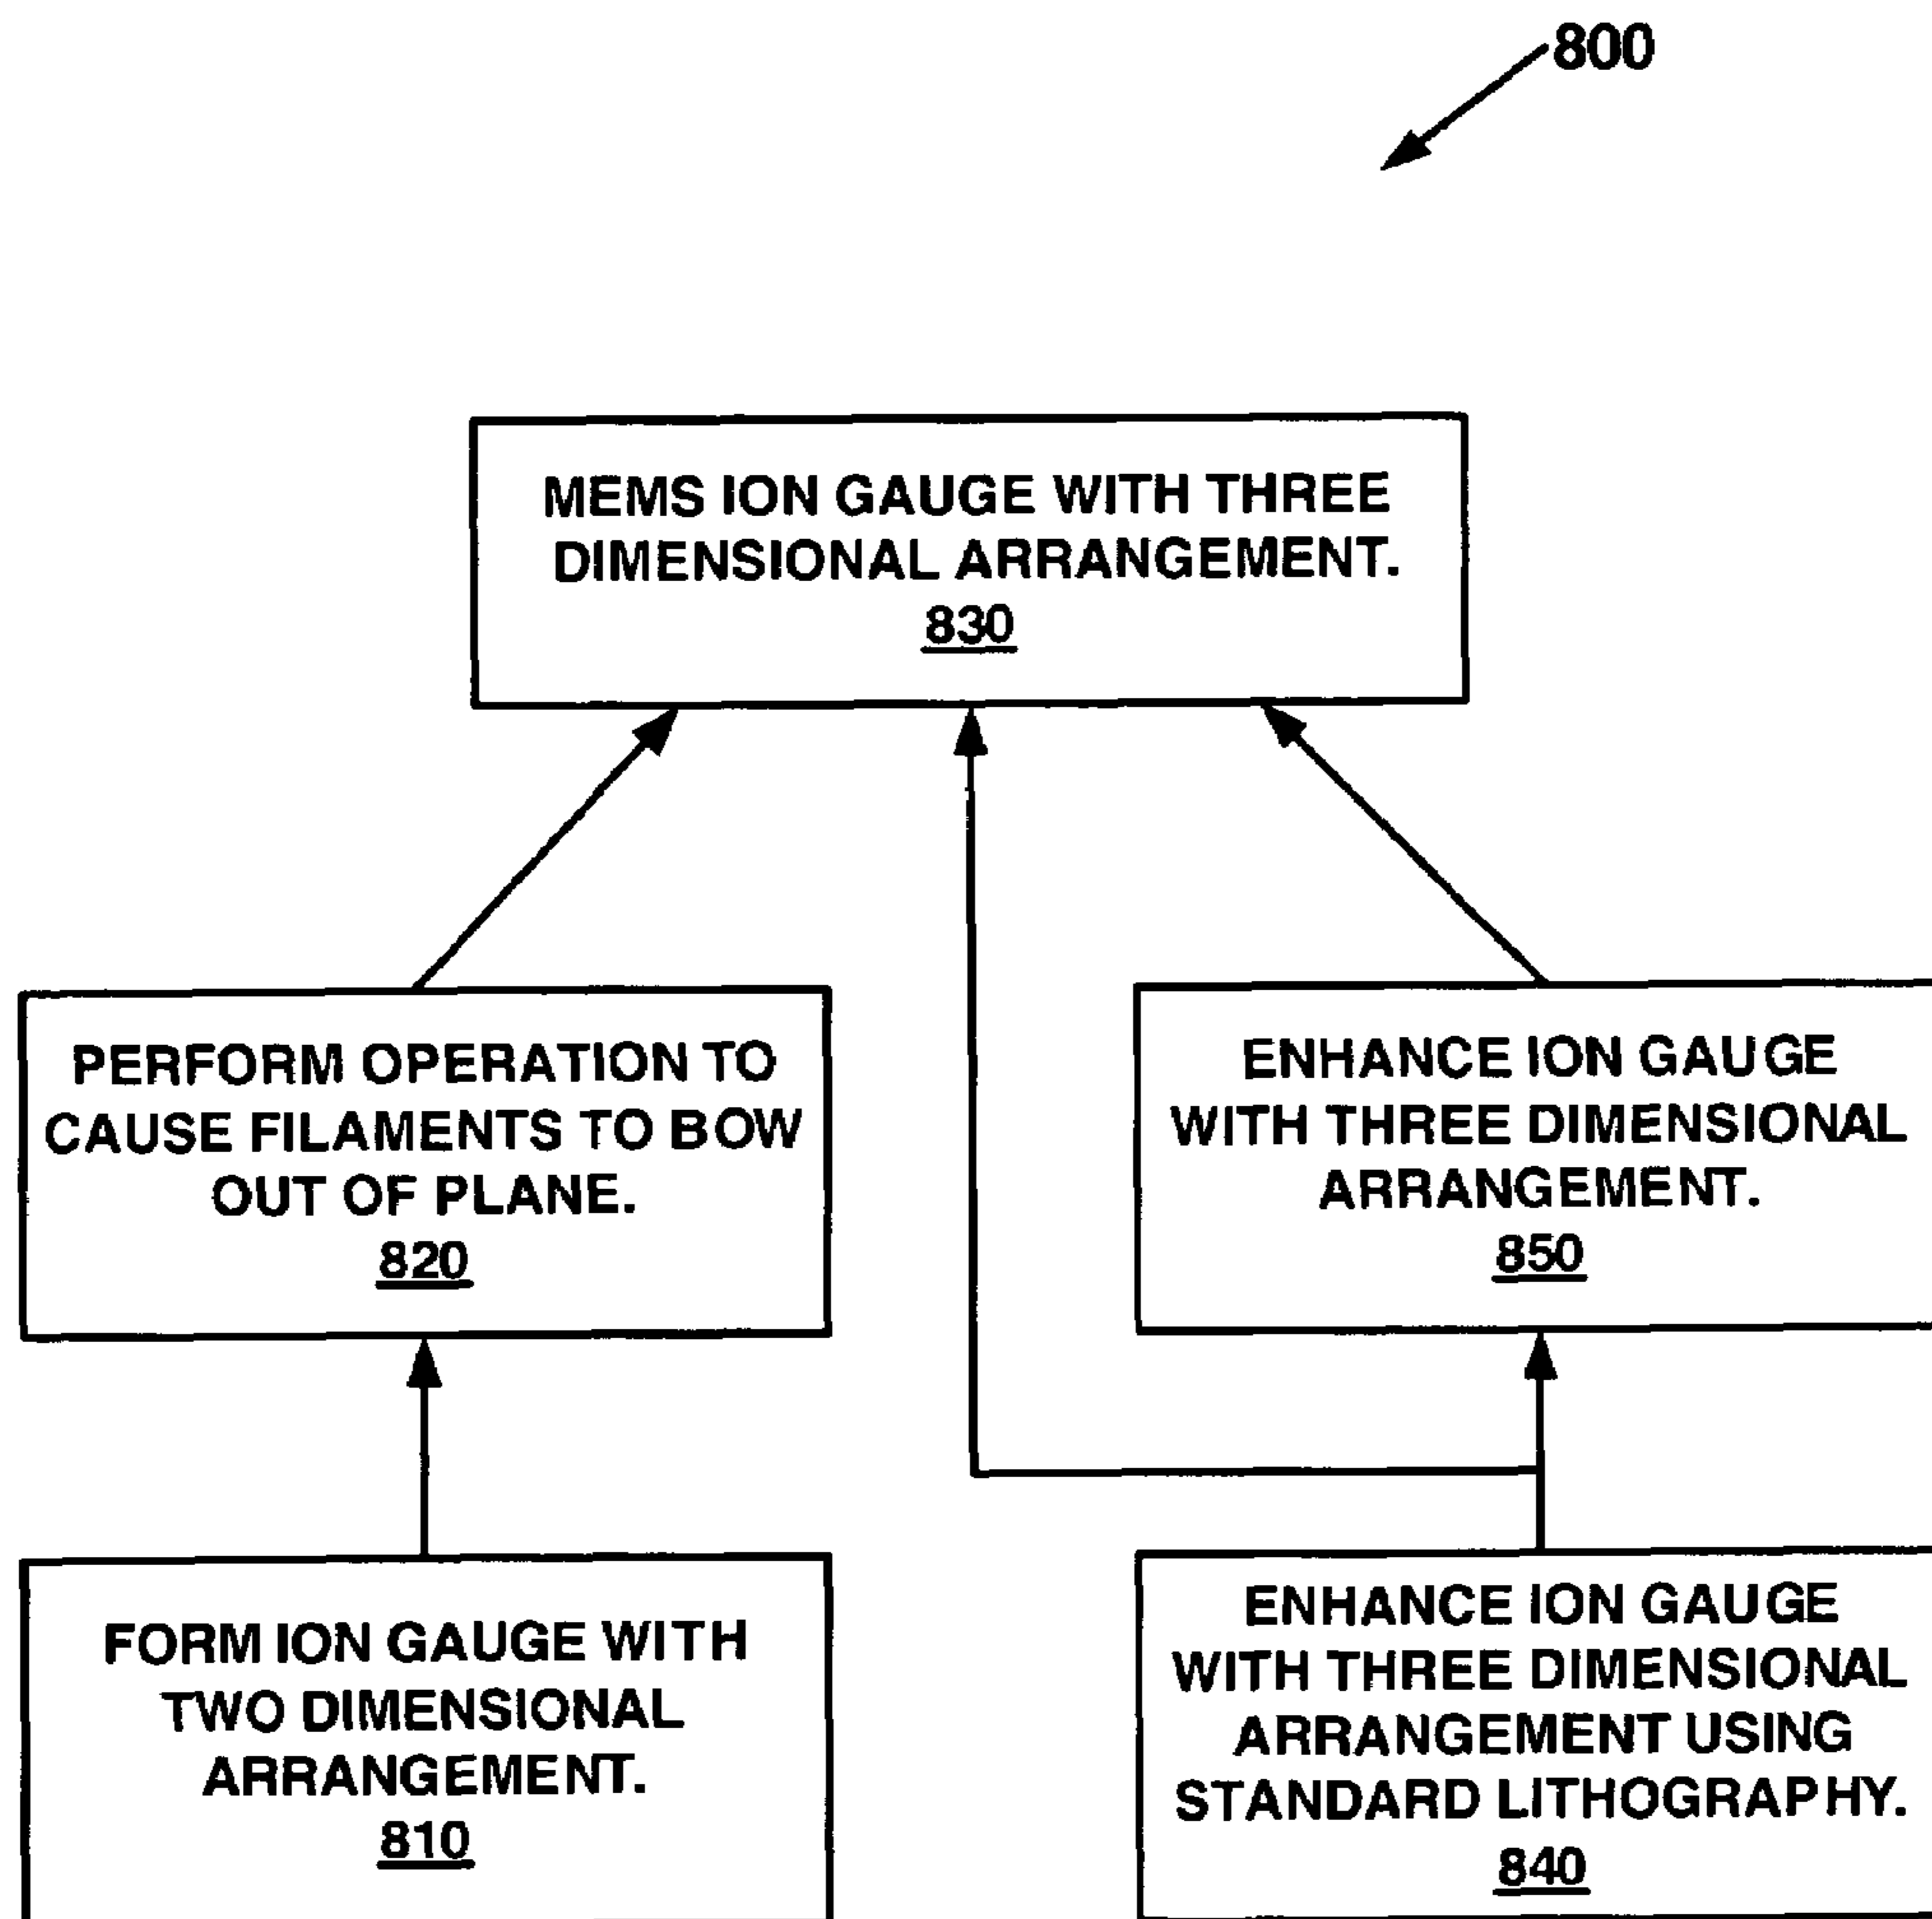 800
MEMS ION GAUGE WITH THREE
DIMENSIONAL ARRANGEMENT.
830
PERFORM OPERATION TO
CAUSE FILAMENTS TO BOW
OUT OF PLANE.
820
ENHANCE ION GAUGE
WITH THREE DIMENSIONAL
ARRANGEMENT.
850
FORM ION GAUGE WITH
TWO DIMENSIONAL
ARRANGEMENT.
810
ENHANCE ION GAUGE
WITH THREE DIMENSIONAL
ARRANGEMENT USING
STANDARD LITHOGRAPHY.
840